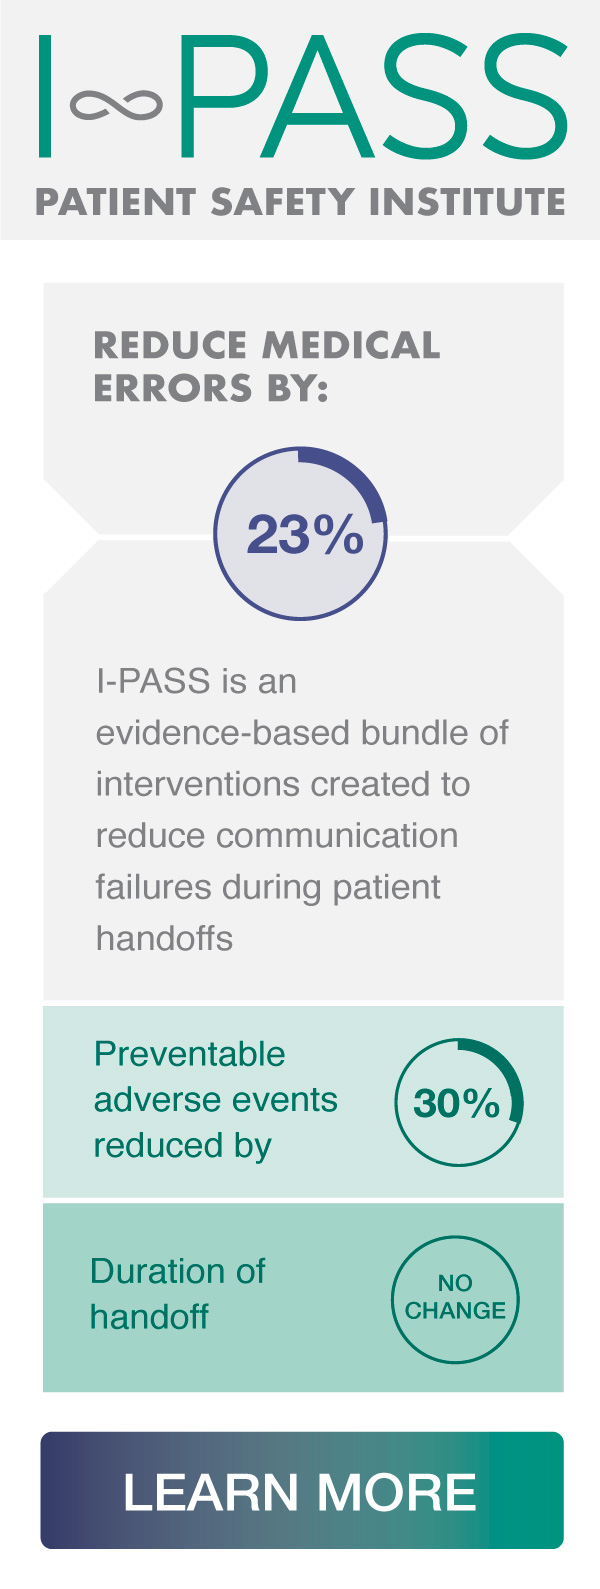 I-PASS
PATIENT SAFETY INSTITUTE
REDUCE MEDICAL
ERRORS BY:
23%
I-PASS is an
evidence-based bundle of
interventions created to
reduce communication
failures during patient
handoffs
Preventable
adverse events
reduced by
30%
Duration of
handoff
NO
CHANGE
LEARN MORE